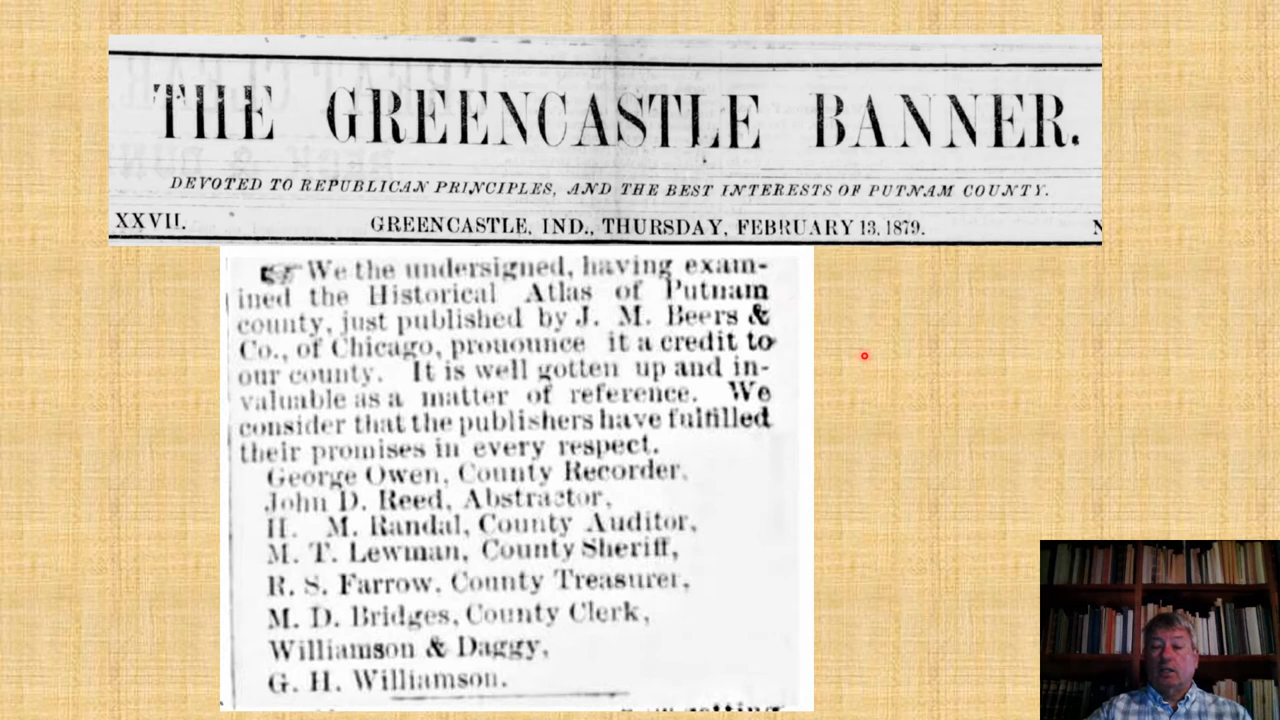 THE GREENCASTLE BANNER.
DEVOTED TO REPUBLICAN PRINCIPLES, AND THE BEST INTERESTS OF PUTNAM COUNTY.
XXVII. GREENCASTLE, IND., THURSDAY, FEBRUARY 13, 1879. N
☞ We the undersigned, having exam-
ined the Historical Atlas of Putnam
county, just published by J. M. Beers &
Co., of Chicago, pronounce it a credit to
our county. It is well gotten up and in-
valuable as a matter of reference. We
consider that the publishers have fulfilled
their promises in every respect.
George Owen, County Recorder,
John D. Reed, Abstractor,
H. M. Randal, County Auditor,
M. T. Lewman, County Sheriff,
R. S. Farrow. County Treasurer,
M. D. Bridges, County Clerk,
Williamson & Daggy,
G. H. Williamson.